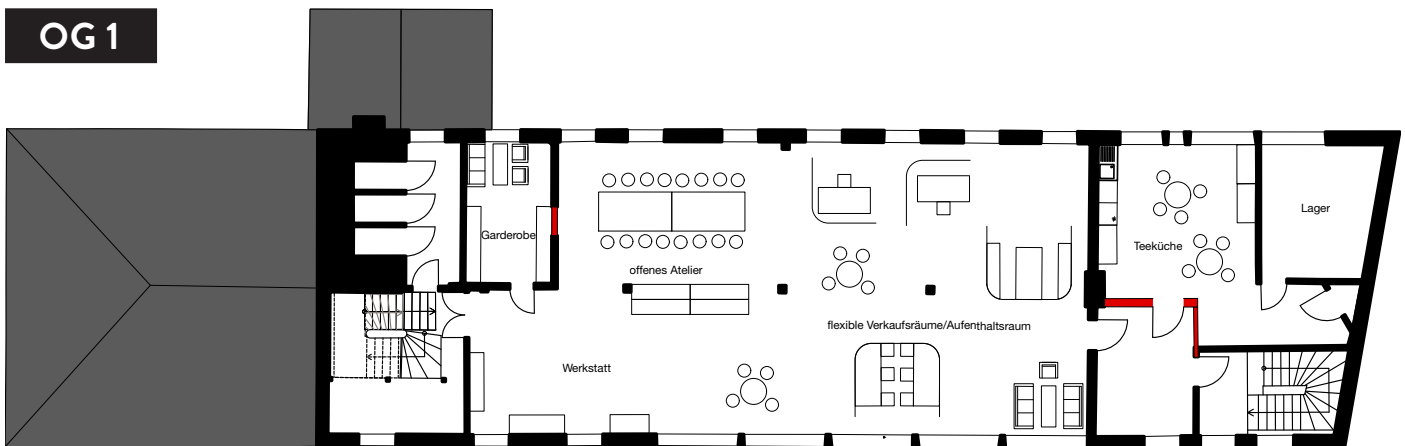 OG 1
Lager
Garderobe
Teeküche
offenes Atelier
flexible Verkaufsräume/Aufenthaltsraum
Werkstatt